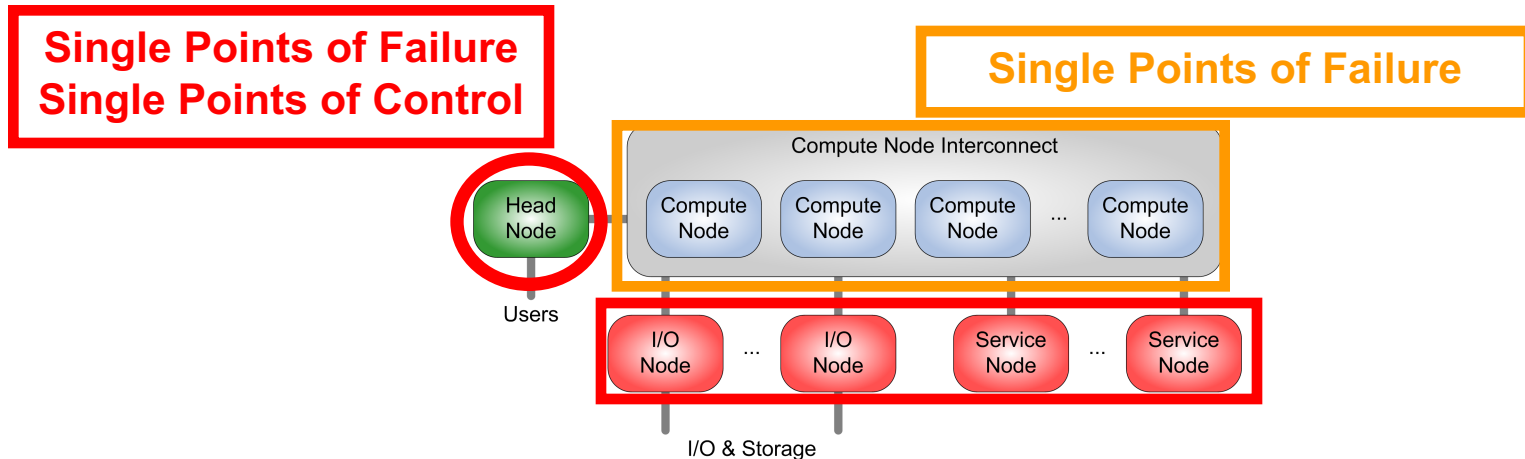 Single Points of Failure
Single Points of Control
Single Points of Failure
Compute Node Interconnect
Head
Node
Compute
Node
Compute
Node
Compute
Node
...
Compute
Node
Users
I/O
Node
...
I/O
Node
Service
Node
...
Service
Node
I/O & Storage